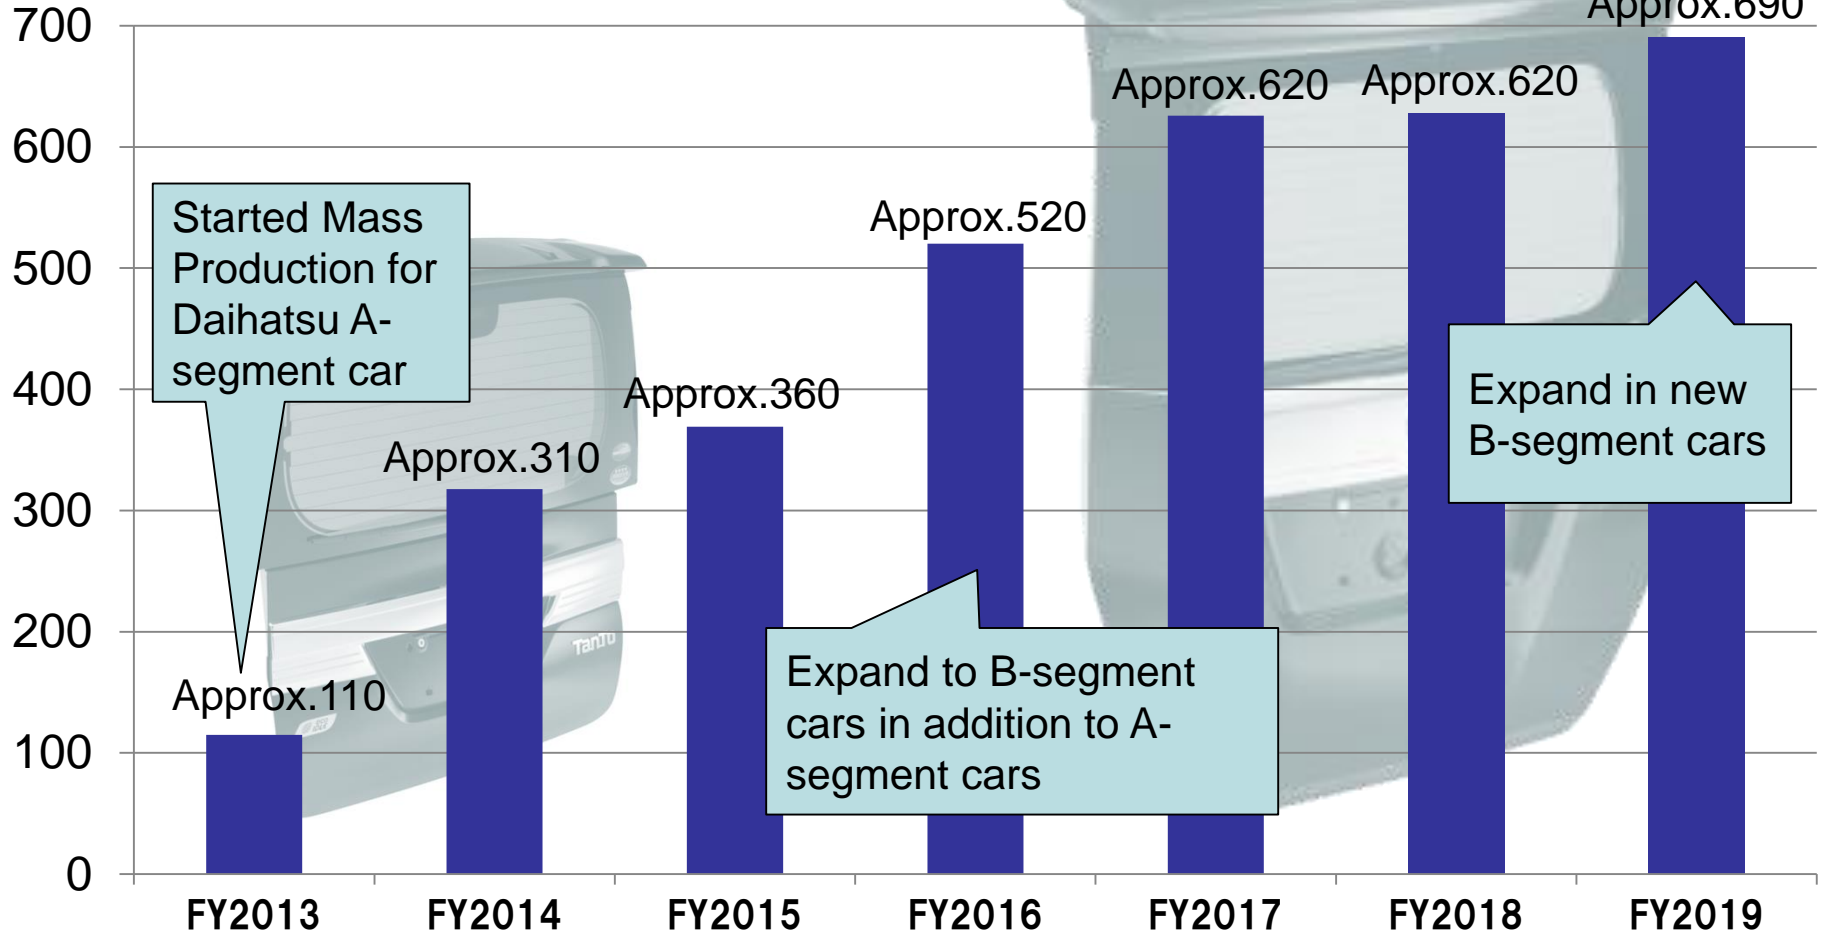 700
600
500
400
300
200
100
0
Approx.110
Approx.310
Approx.360
Approx.520
Approx.620
Approx.620
Approx.690
Started Mass
Production for
Daihatsu A-
segment car
Expand to B-segment
cars in addition to A-
segment cars
Expand in new
B-segment cars
TanTo
FY2013
FY2014
FY2015
FY2016
FY2017
FY2018
FY2019